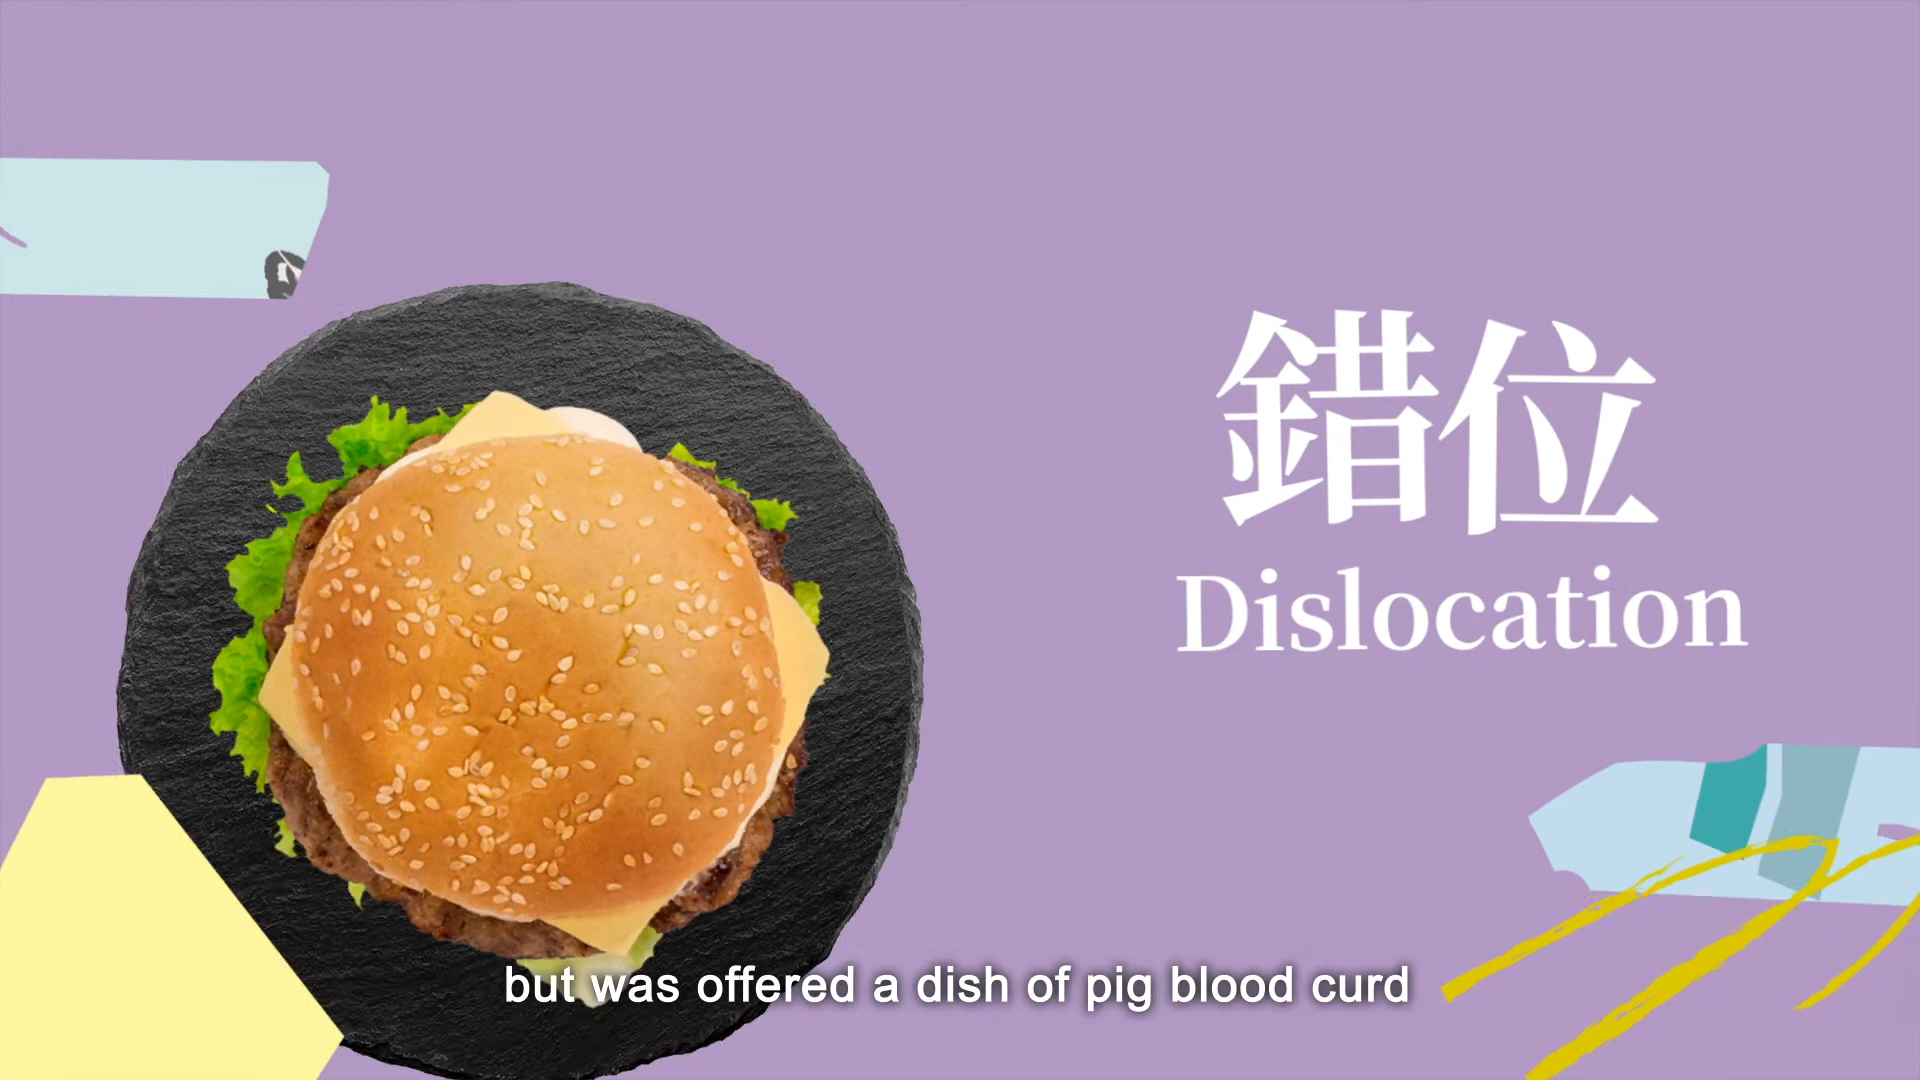 錯位
Dislocation
but was offered a dish of pig blood curd